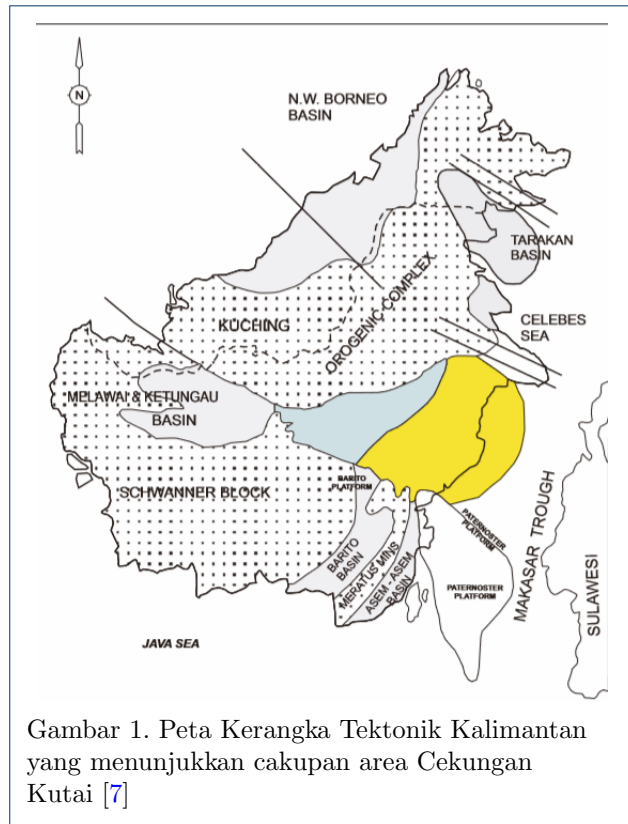 N
N.W. BORNEO
BASIN
TARAKAN
BASIN
KUCHING
OROGENIC COMPLEX
CELEBES
SEA
MELAWAI & KETUNGAU
BASIN
SCHWANNER BLOCK
BARITO
PLATFORM
BARITO
BASIN
MERATUS MINS
ASEM - ASEM
BASIN
PATERNOSTER
PLATFORM
PATERNOSTER
PLATFORM
MAKASAR TROUGH
SULAWESI
JAVA SEA
Gambar 1. Peta Kerangka Tektonik Kalimantan
yang menunjukkan cakupan area Cekungan
Kutai [7]